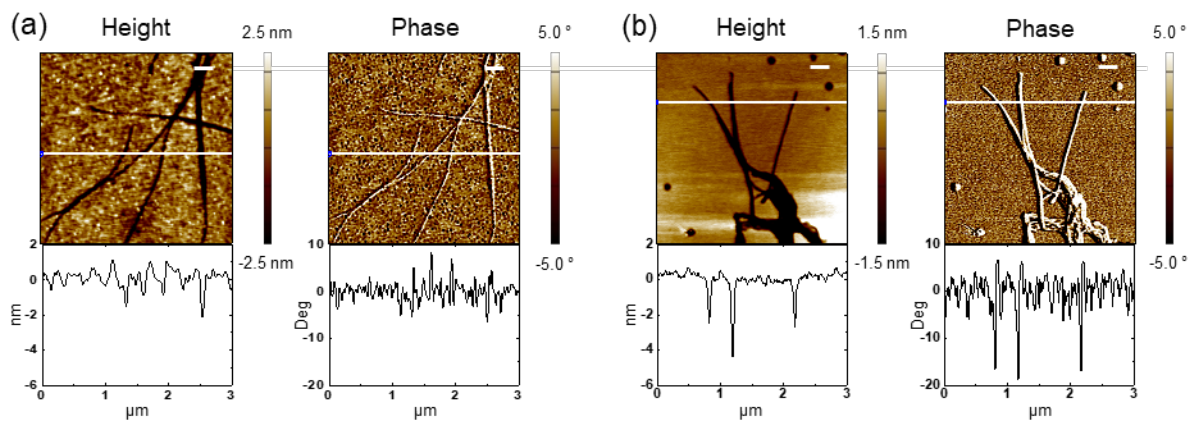 (a) Height Phase (b) Height Phase
2.5 nm 5.0 ° 1.5 nm 5.0 °
-2.5 nm -5.0 ° -1.5 nm -5.0 °
2 10 2 10
0 0 0 0
nm -2 Deg -10 nm -2 Deg -10
-4 -4
-6 -20 -6 -20
0 1 2 3 0 1 2 3 0 1 2 3 0 1 2 3
µm µm µm µm